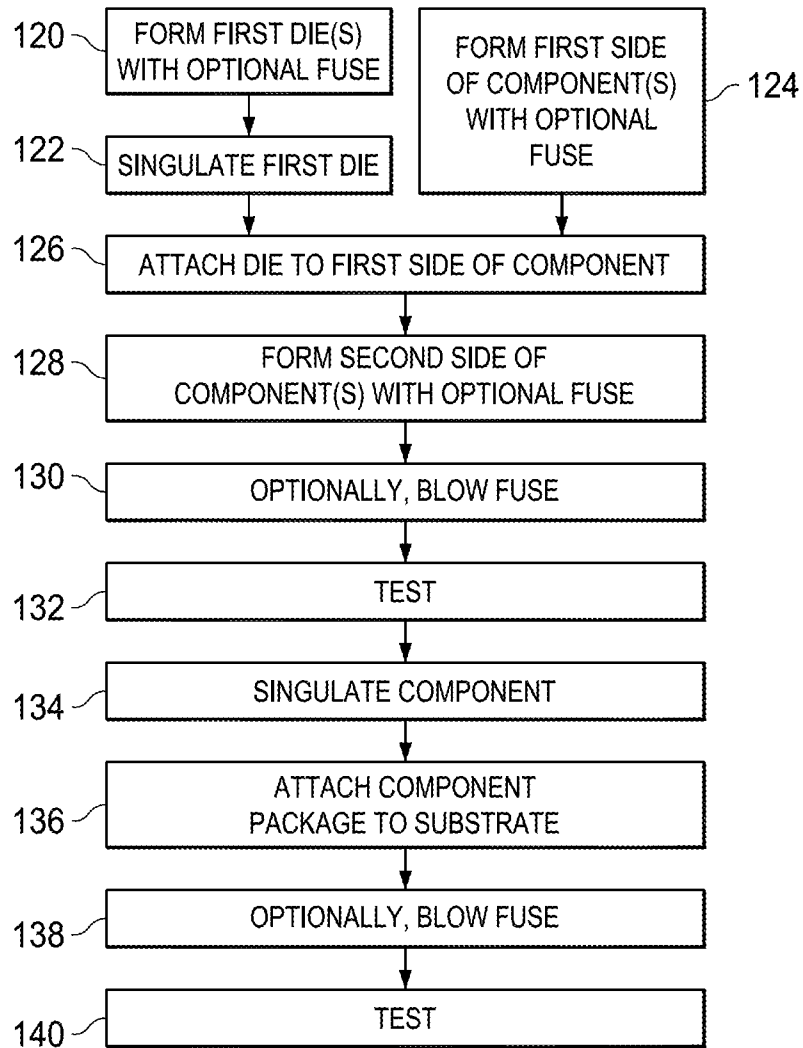 120
FORM FIRST DIE(S)
WITH OPTIONAL FUSE
FORM FIRST SIDE
OF COMPONENT(S)
WITH OPTIONAL
FUSE
124
122
SINGULATE FIRST DIE
126
ATTACH DIE TO FIRST SIDE OF COMPONENT
128
FORM SECOND SIDE OF
COMPONENT(S) WITH OPTIONAL FUSE
130
OPTIONALLY, BLOW FUSE
132
TEST
134
SINGULATE COMPONENT
136
ATTACH COMPONENT
PACKAGE TO SUBSTRATE
138
OPTIONALLY, BLOW FUSE
140
TEST